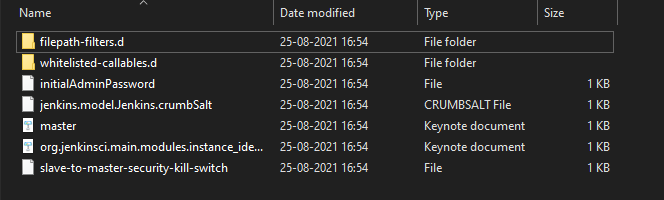 Name Date modified Type Size
filepath-filters.d 25-08-2021 16:54 File folder
whitelisted-callables.d 25-08-2021 16:54 File folder
initialAdminPassword 25-08-2021 16:54 File 1 KB
jenkins.model.Jenkins.crumbSalt 25-08-2021 16:54 CRUMBSALT File 1 KB
master 25-08-2021 16:54 Keynote document 1 KB
org.jenkinsci.main.modules.instance_ide... 25-08-2021 16:54 Keynote document 1 KB
slave-to-master-security-kill-switch 25-08-2021 16:54 File 1 KB